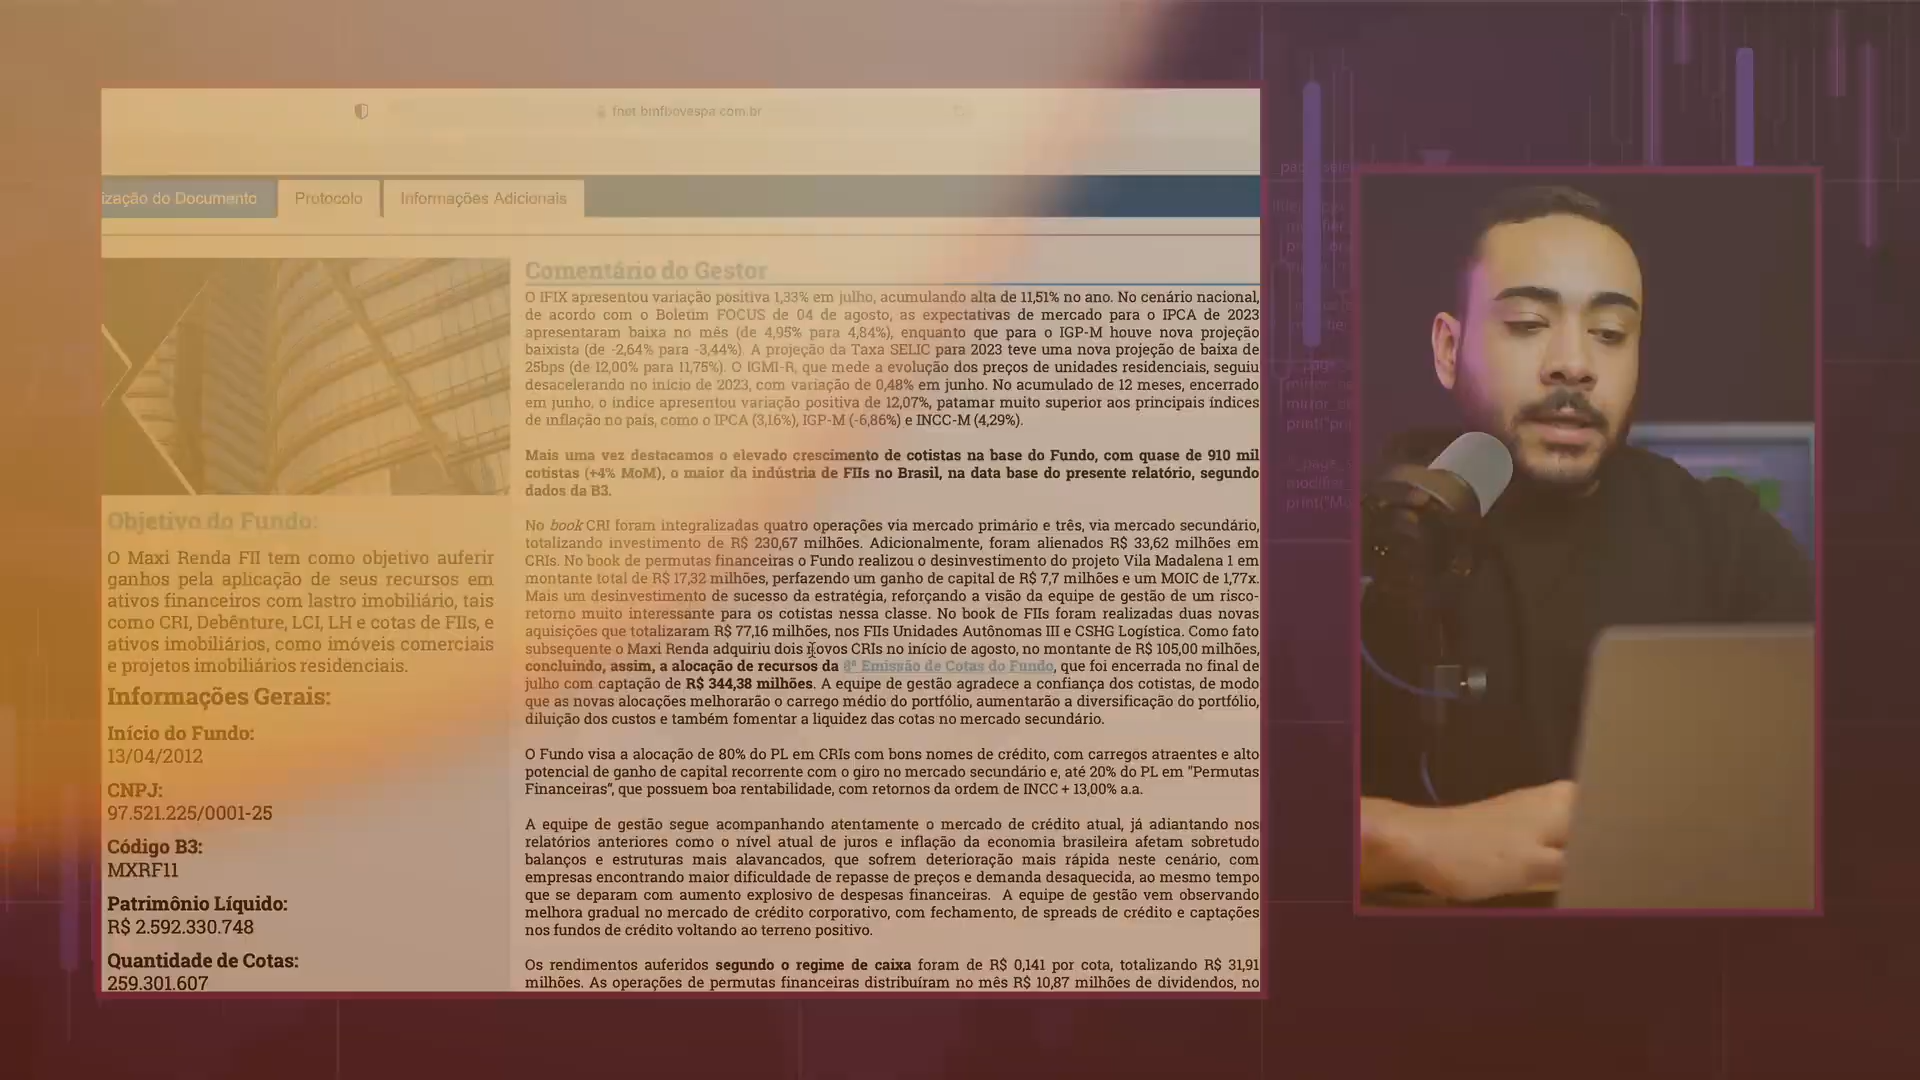 fnet.bmfbovespa.com.br
ização do Documento
Protocolo
Informações Adicionais
Objetivo do Fundo:
O Maxi Renda FII tem como objetivo auferir
ganhos pela aplicação de seus recursos em
ativos financeiros com lastro imobiliário, tais
como CRI, Debênture, LCI, LH e cotas de FIIs, e
ativos imobiliários, como imóveis comerciais
e projetos imobiliários residenciais.
Informações Gerais:
Início do Fundo:
13/04/2012
CNPJ:
97.521.225/0001-25
Código B3:
MXRF11
Patrimônio Líquido:
R$ 2.592.330.748
Quantidade de Cotas:
259.301.607
Comentário do Gestor
O IFIX apresentou variação positiva 1,33% em julho, acumulando alta de 11,51% no ano. No cenário nacional,
de acordo com o Boletim FOCUS de 04 de agosto, as expectativas de mercado para o IPCA de 2023
apresentaram baixa no mês (de 4,95% para 4,84%), enquanto que para o IGP-M houve nova projeção
baixista (de -2,64% para -3,44%). A projeção da Taxa SELIC para 2023 teve uma nova projeção de baixa de
25bps (de 12,00% para 11,75%). O IGMI-R, que mede a evolução dos preços de unidades residenciais, seguiu
desacelerando no início de 2023, com variação de 0,48% em junho. No acumulado de 12 meses, encerrado
em junho, o índice apresentou variação positiva de 12,07%, patamar muito superior aos principais índices
de inflação no país, como o IPCA (3,16%), IGP-M (-6,86%) e INCC-M (4,29%).
Mais uma vez destacamos o elevado crescimento de cotistas na base do Fundo, com quase de 910 mil
cotistas (+4% MoM), o maior da indústria de FIIs no Brasil, na data base do presente relatório, segundo
dados da B3.
No book CRI foram integralizadas quatro operações via mercado primário e três, via mercado secundário,
totalizando investimento de R$ 230,67 milhões. Adicionalmente, foram alienados R$ 33,62 milhões em
CRIs. No book de permutas financeiras o Fundo realizou o desinvestimento do projeto Vila Madalena 1 em
montante total de R$ 17,32 milhões, perfazendo um ganho de capital de R$ 7,7 milhões e um MOIC de 1,77x.
Mais um desinvestimento de sucesso da estratégia, reforçando a visão da equipe de gestão de um risco-
retorno muito interessante para os cotistas nessa classe. No book de FIIs foram realizadas duas novas
aquisições que totalizaram R$ 77,16 milhões, nos FIIs Unidades Autônomas III e CSHG Logística. Como fato
subsequente o Maxi Renda adquiriu dois novos CRIs no início de agosto, no montante de R$ 105,00 milhões,
concluindo, assim, a alocação de recursos da 8ª Emissão de Cotas do Fundo, que foi encerrada no final de
julho com captação de R$ 344,38 milhões. A equipe de gestão agradece a confiança dos cotistas, de modo
que as novas alocações melhorarão o carrego médio do portfólio, aumentarão a diversificação do portfólio,
diluição dos custos e também fomentar a liquidez das cotas no mercado secundário.
O Fundo visa a alocação de 80% do PL em CRIs com bons nomes de crédito, com carregos atraentes e alto
potencial de ganho de capital recorrente com o giro no mercado secundário e, até 20% do PL em "Permutas
Financeiras", que possuem boa rentabilidade, com retornos da ordem de INCC + 13,00% a.a.
A equipe de gestão segue acompanhando atentamente o mercado de crédito atual, já adiantando nos
relatórios anteriores como o nível atual de juros e inflação da economia brasileira afetam sobretudo
balanços e estruturas mais alavancados, que sofrem deterioração mais rápida neste cenário, com
empresas encontrando maior dificuldade de repasse de preços e demanda desaquecida, ao mesmo tempo
que se deparam com aumento explosivo de despesas financeiras. A equipe de gestão vem observando
melhora gradual no mercado de crédito corporativo, com fechamento, de spreads de crédito e captações
nos fundos de crédito voltando ao terreno positivo.
Os rendimentos auferidos segundo o regime de caixa foram de R$ 0,141 por cota, totalizando R$ 31,91
milhões. As operações de permutas financeiras distribuíram no mês R$ 10,87 milhões de dividendos, no